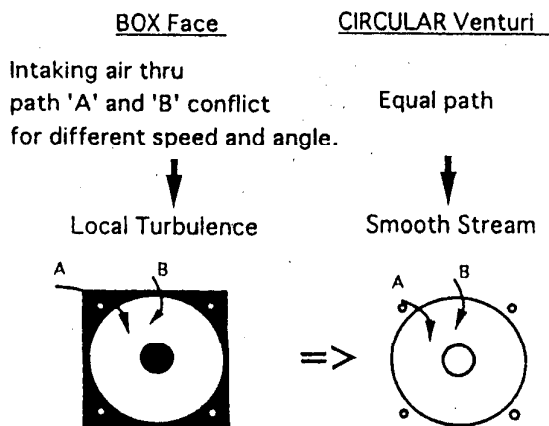 BOX Face
CIRCULAR Venturi
Intaking air thru
path 'A' and 'B' conflict
for different speed and angle.
Equal path
Local Turbulence
Smooth Stream
A
B
A
B
=>